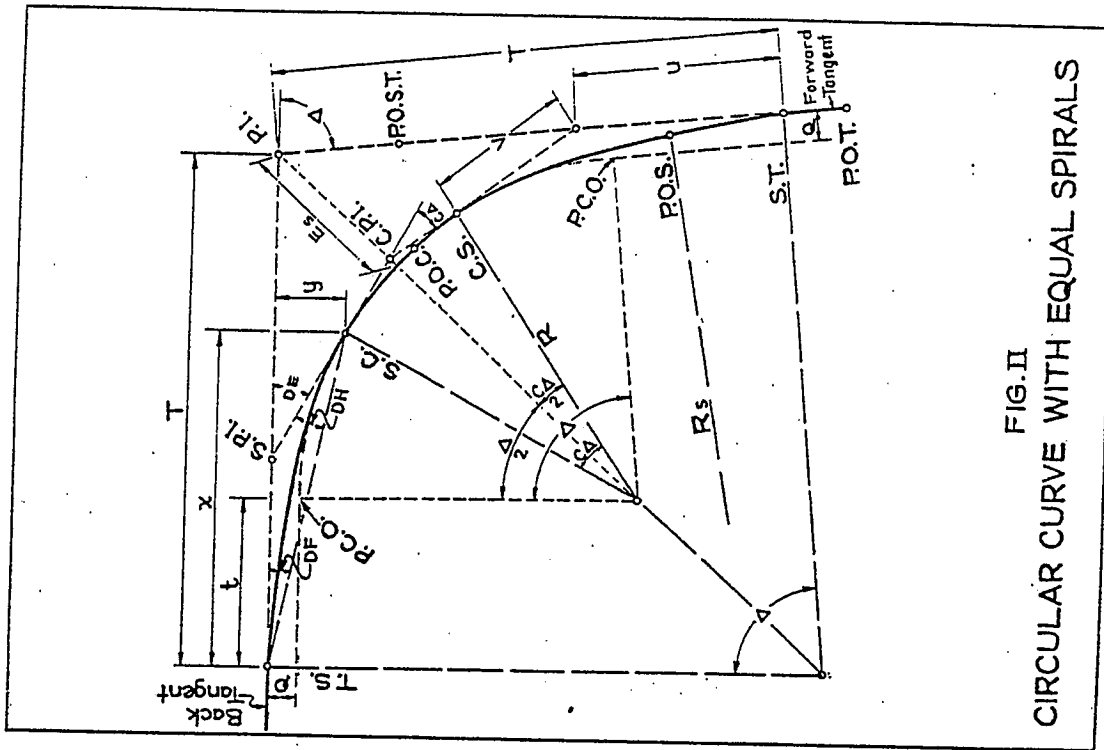 T
P.I.
Δ
P.O.S.T.
T
x
t
S.P.I.
DE
y
Es
C.P.I.
CΔ
P.O.C.
C.S.
V
U
Back
Tangent
T.S.
DF
P.C.O.
DH
S.C.
R
P.C.O.
P.O.S.
Forward
Tangent
S.T.
P.O.T.
Δ
2
CΔ
2
Δ
CΔ
Rs
Δ
FIG. II
CIRCULAR CURVE WITH EQUAL SPIRALS